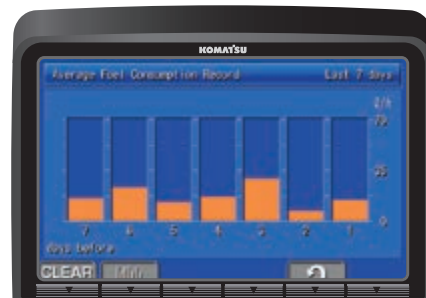 KOMATSU
Average Fuel Consumption Record Last 7 days
ℓ/h
70
35
0
7 6 5 4 3 2 1
days before
CLEAR